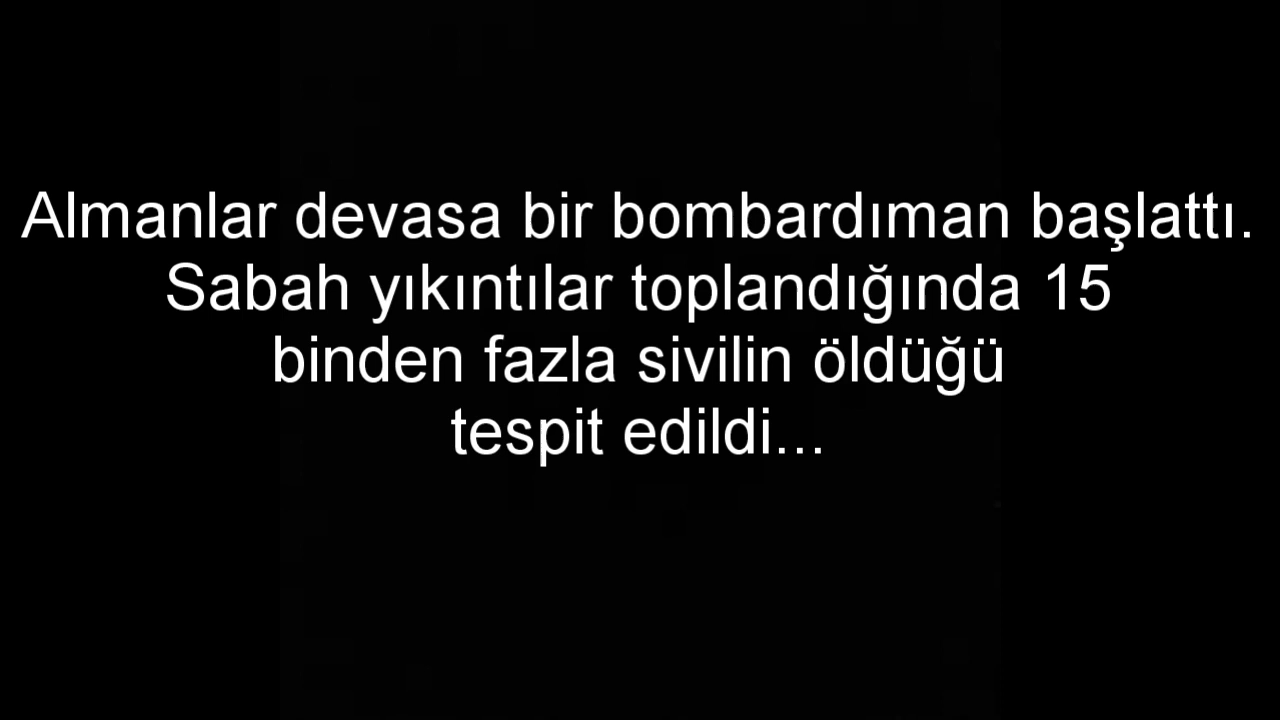 Almanlar devasa bir bombardıman başlattı.
Sabah yıkıntılar toplandığında 15
binden fazla sivilin öldüğü
tespit edildi...